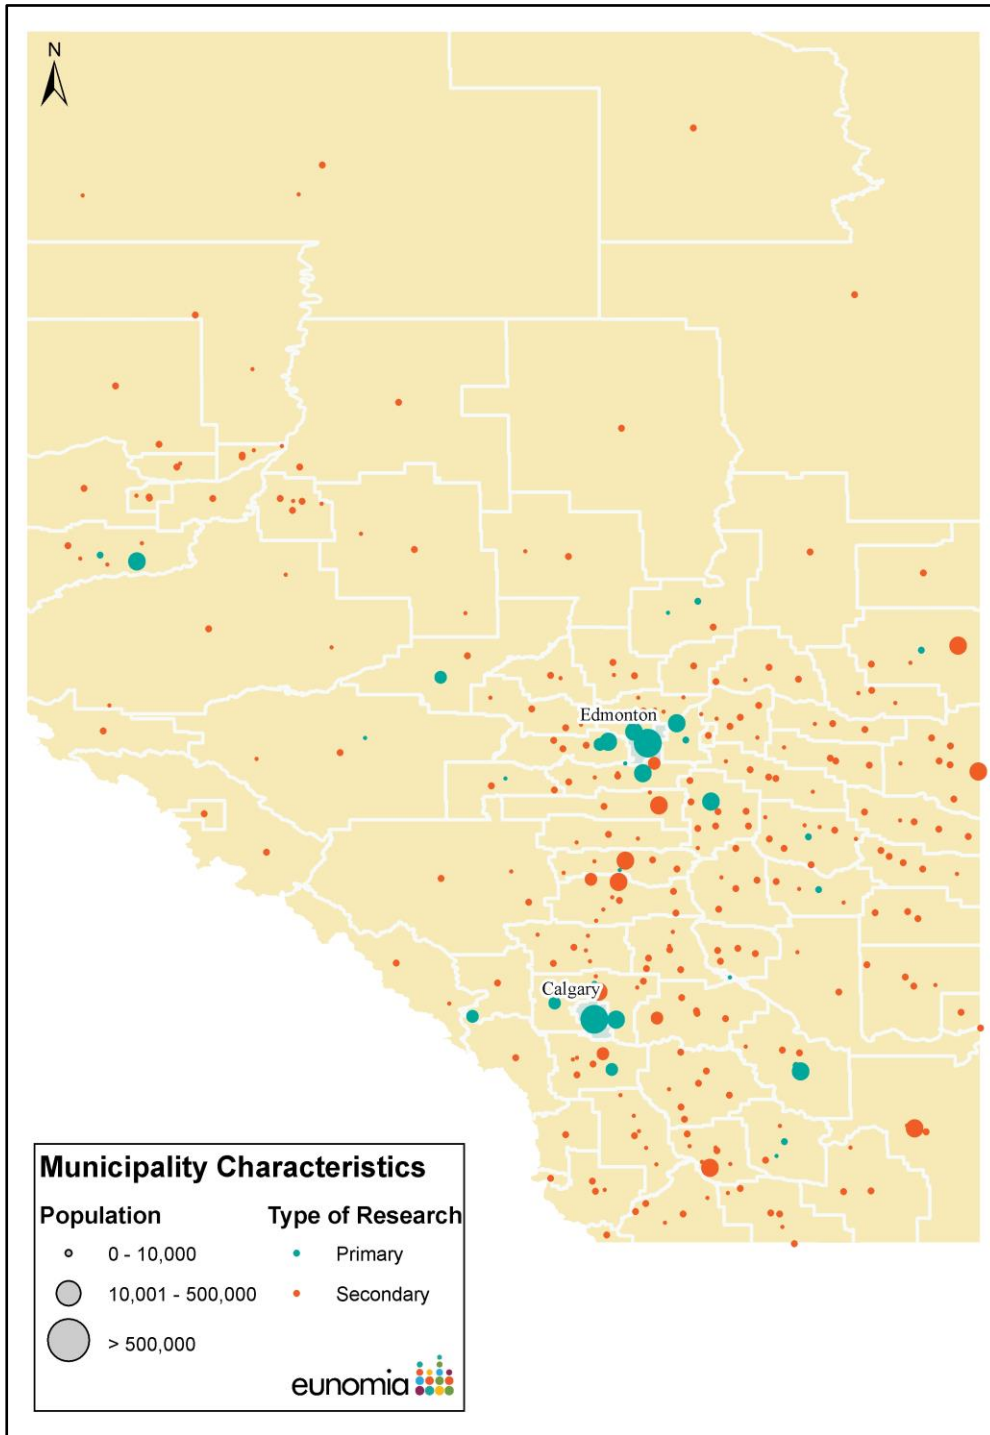 N
Edmonton
Calgary
Municipality Characteristics
Population
Type of Research
0 - 10,000
Primary
10,001 - 500,000
Secondary
> 500,000
eunomia